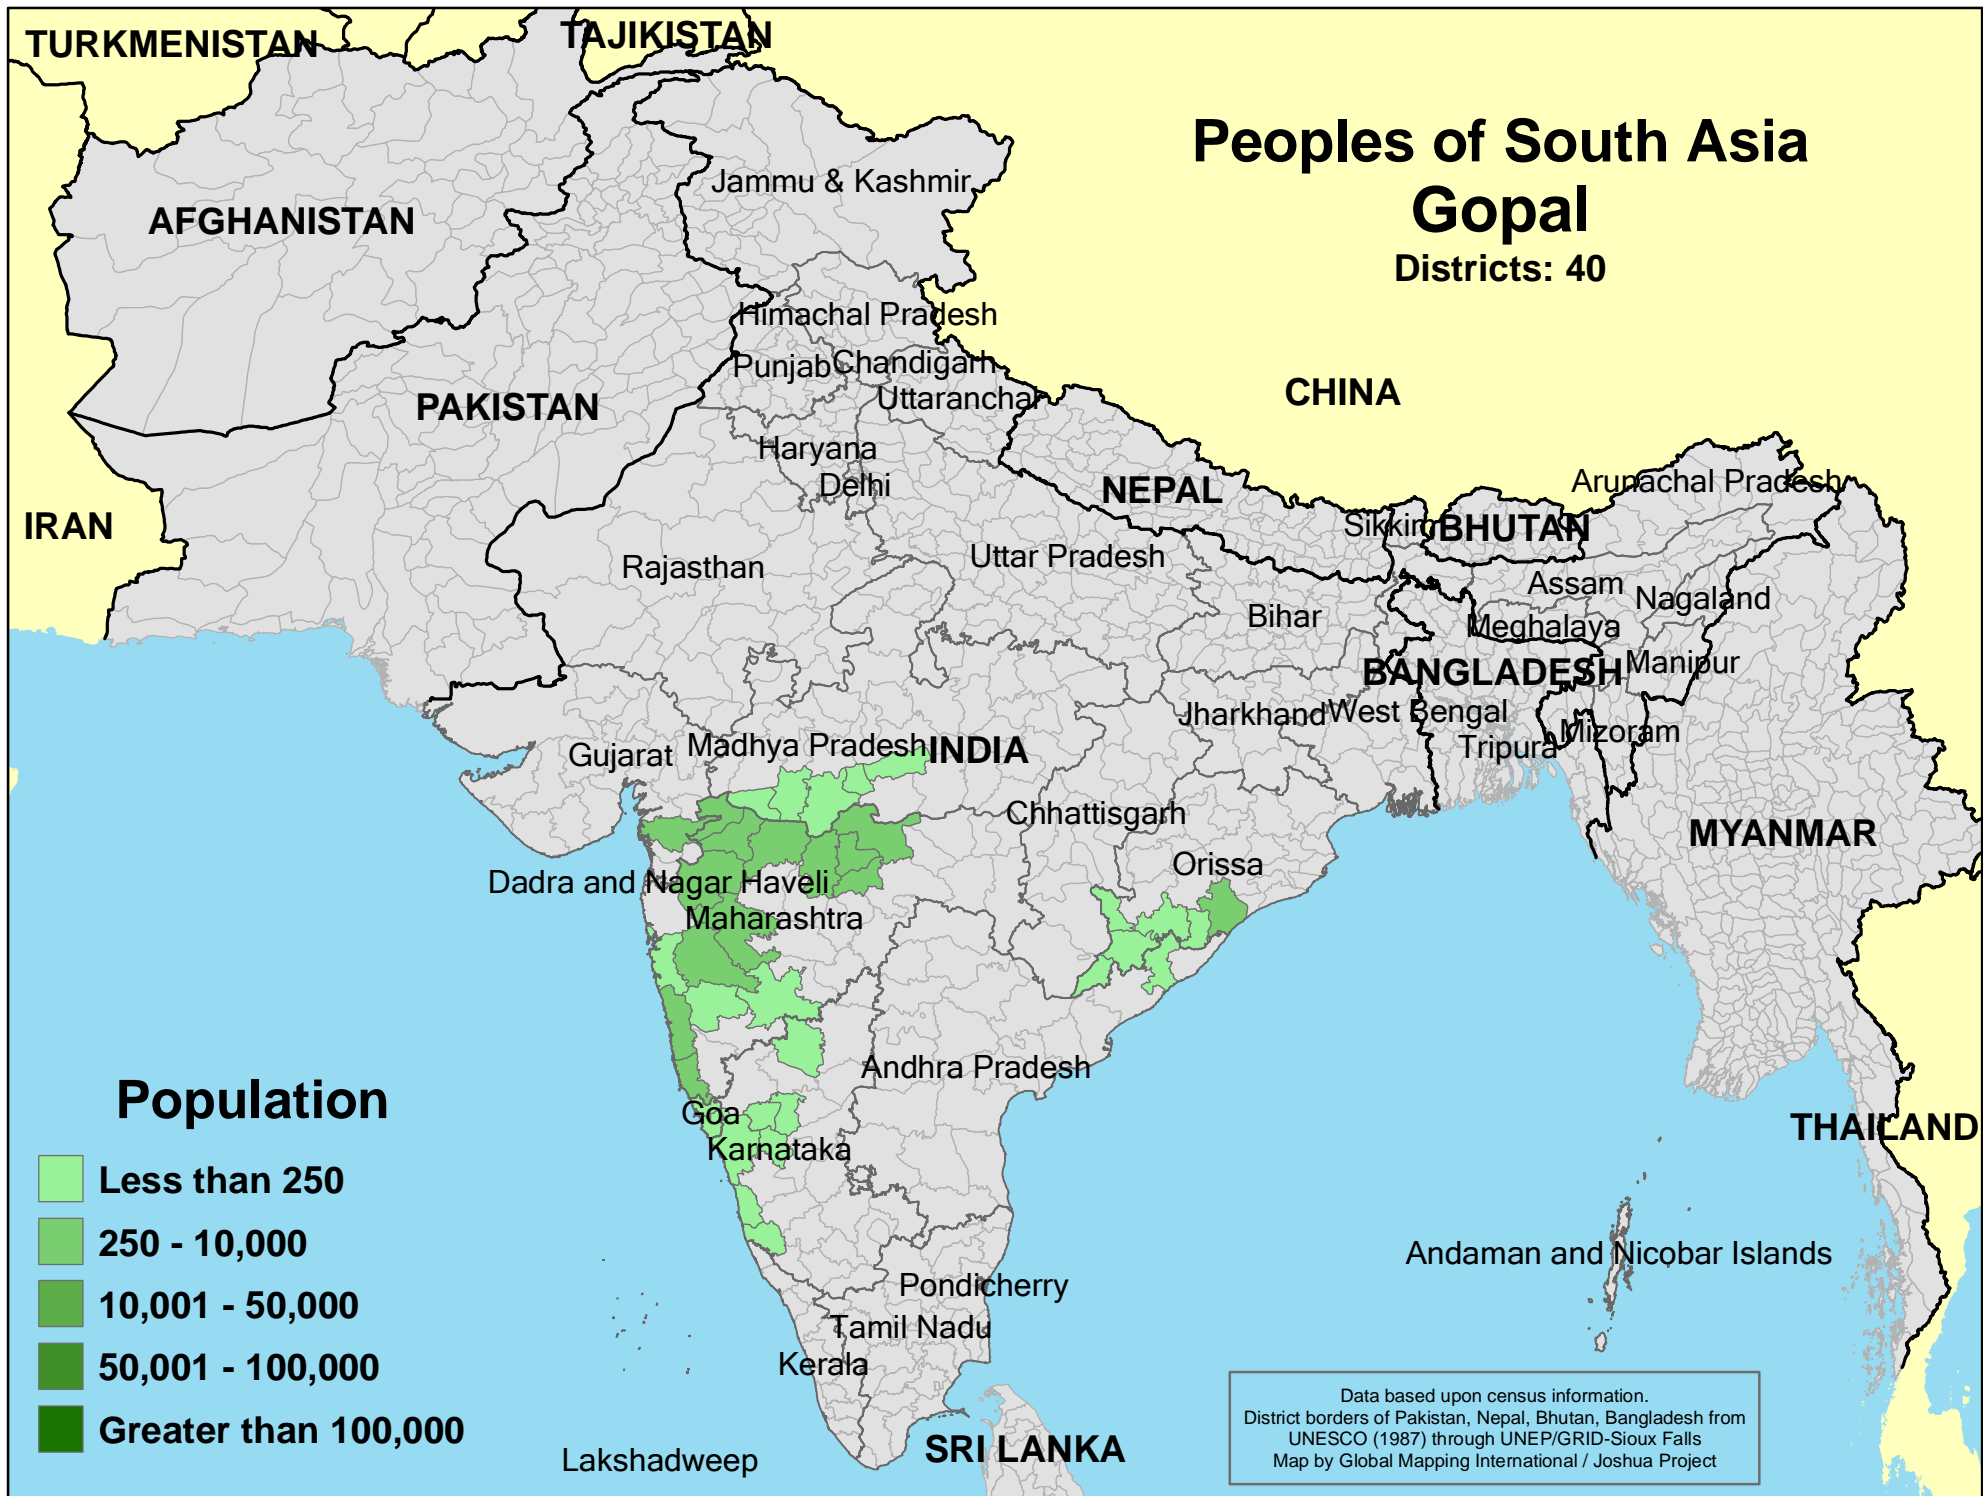 TURKMENISTAN
TAJIKISTAN
Peoples of South Asia
Gopal
Districts: 40
Jammu & Kashmir
AFGHANISTAN
Himachal Pradesh
Punjab
Chandigarh
Uttaranchal
CHINA
PAKISTAN
Haryana
Delhi
NEPAL
Arunachal Pradesh
IRAN
Sikkim
BHUTAN
Rajasthan
Uttar Pradesh
Assam
Nagaland
Bihar
Meghalaya
BANGLADESH
Manipur
Jharkhand
West Bengal
Tripura
Mizoram
Gujarat
Madhya Pradesh
INDIA
Chhattisgarh
MYANMAR
Orissa
Dadra and Nagar Haveli
Maharashtra
Andhra Pradesh
Goa
Karnataka
THAILAND
Population
Less than 250
250 - 10,000
10,001 - 50,000
50,001 - 100,000
Greater than 100,000
Andaman and Nicobar Islands
Pondicherry
Tamil Nadu
Kerala
Lakshadweep
SRI LANKA
Data based upon census information.
District borders of Pakistan, Nepal, Bhutan, Bangladesh from
UNESCO (1987) through UNEP/GRID-Sioux Falls
Map by Global Mapping International / Joshua Project